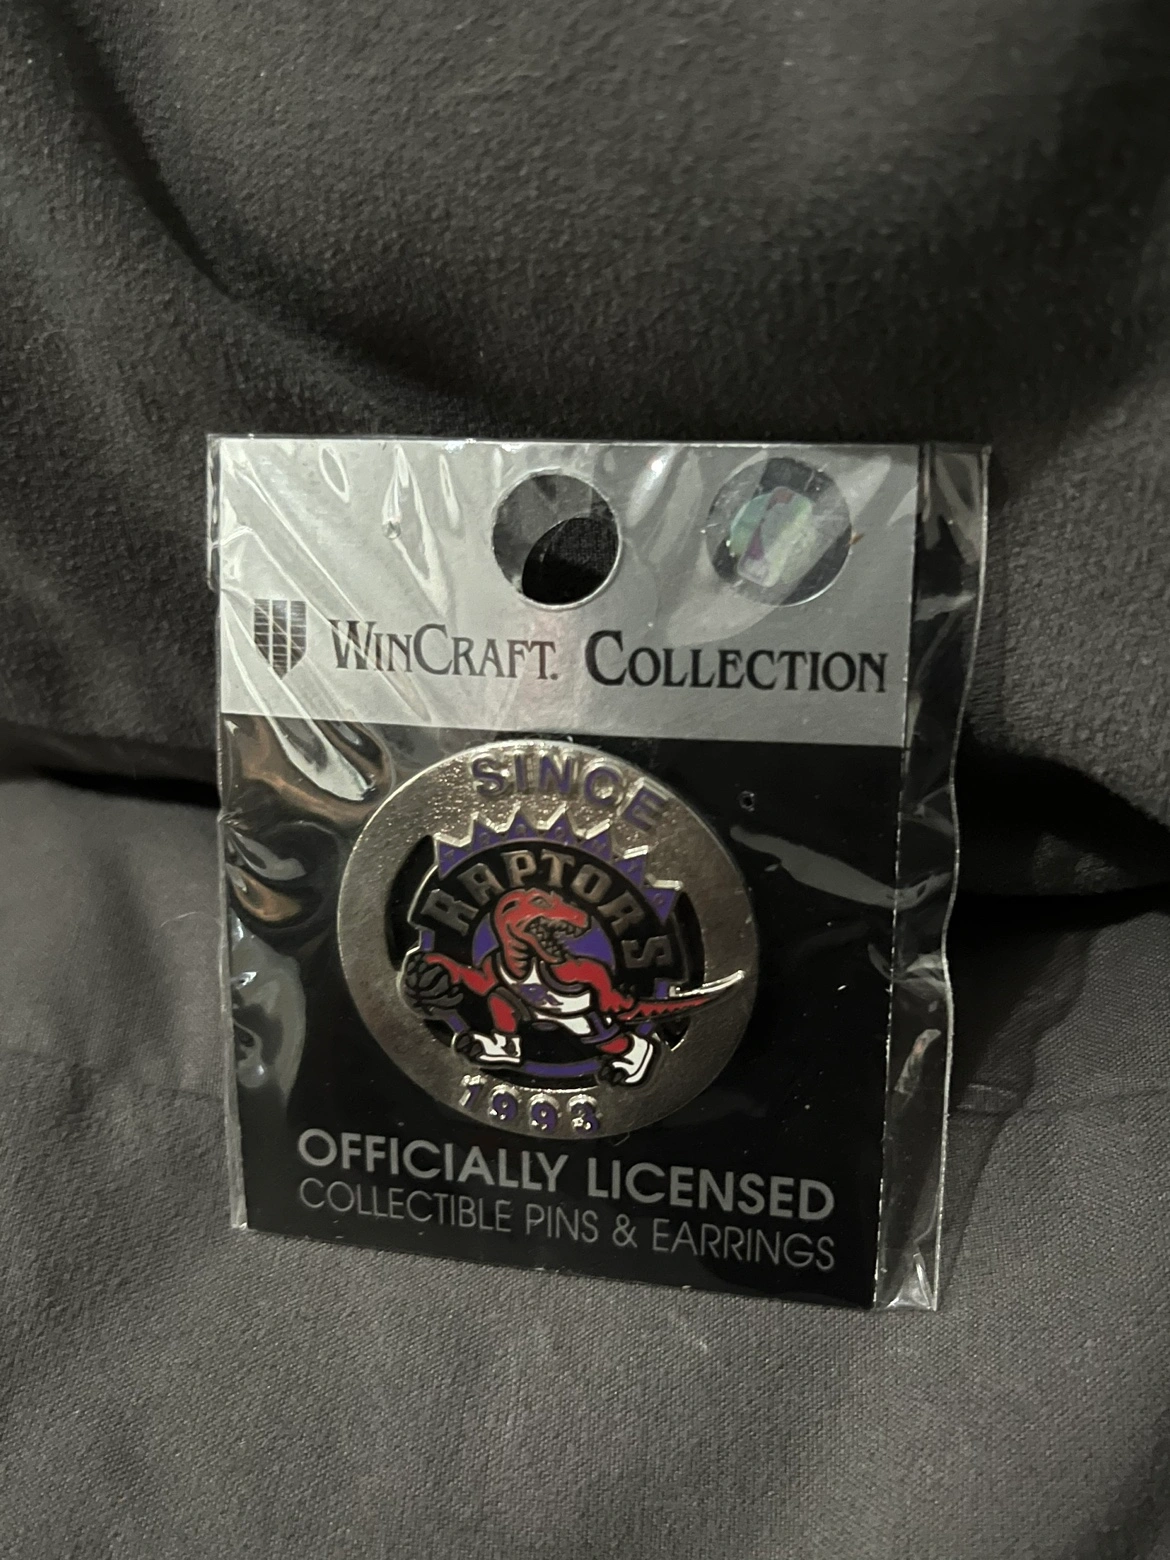 WINCRAFT. COLLECTION
SINCE
RAPTORS
1993
OFFICIALLY LICENSED
COLLECTIBLE PINS & EARRINGS